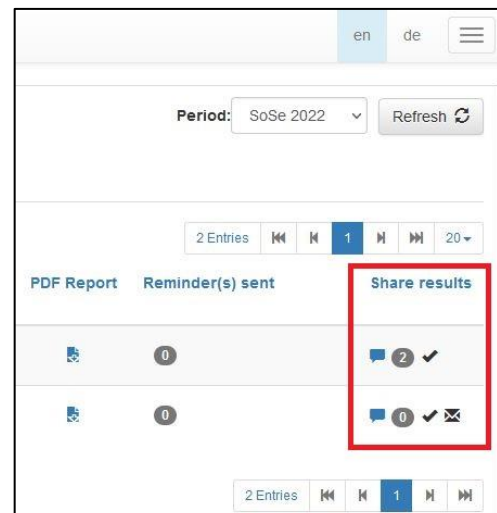 en de
Period: SoSe 2022 Refresh
2 Entries 1 20
PDF Report Reminder(s) sent Share results
0 2
0 0
2 Entries 1